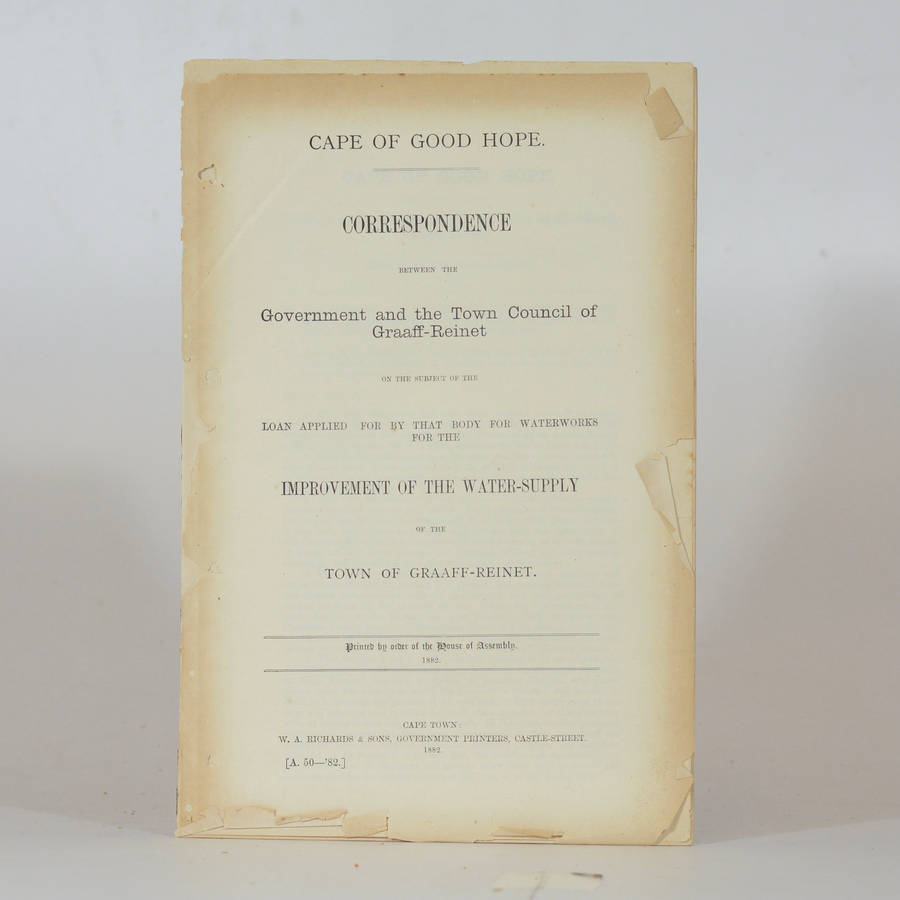 CAPE OF GOOD HOPE.
CORRESPONDENCE
BETWEEN THE
Government and the Town Council of
Graaff-Reinet
ON THE SUBJECT OF THE
LOAN APPLIED FOR BY THAT BODY FOR WATERWORKS
FOR THE
IMPROVEMENT OF THE WATER-SUPPLY
OF THE
TOWN OF GRAAFF-REINET.
Printed by order of the House of Assembly.
1882.
CAPE TOWN:
W. A. RICHARDS & SONS, GOVERNMENT PRINTERS, CASTLE-STREET.
1882.
[A. 50—'82.]